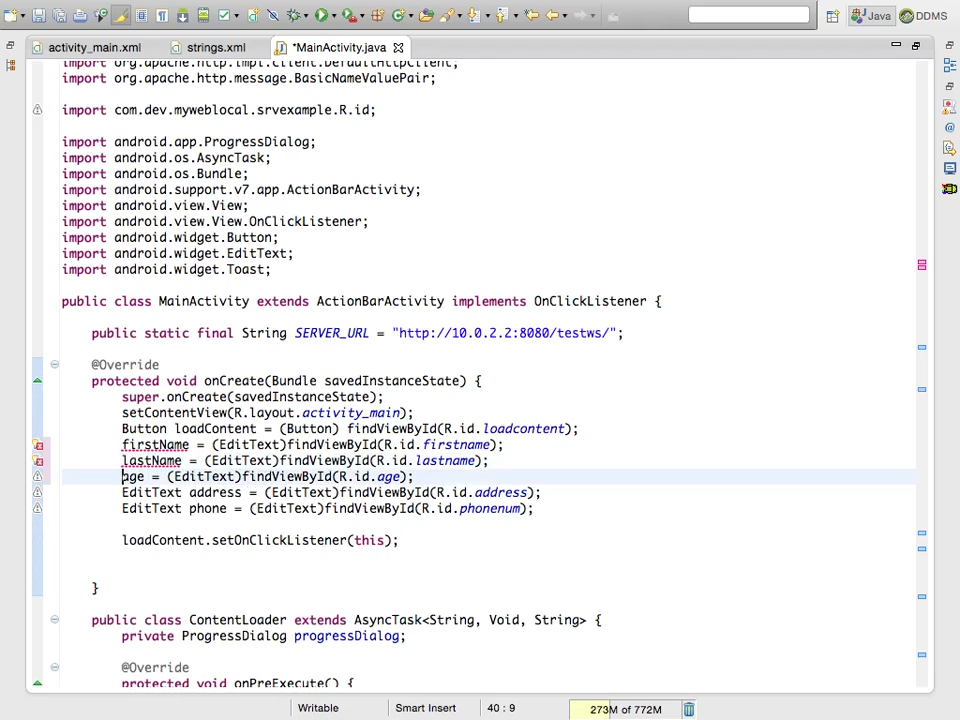 Java
DDMS
activity_main.xml
strings.xml
*MainActivity.java
import org.apache.http.impl.client.DefaultHttpClient;
import org.apache.http.message.BasicNameValuePair;
import com.dev.myweblocal.srvexample.R.id;
import android.app.ProgressDialog;
import android.os.AsyncTask;
import android.os.Bundle;
import android.support.v7.app.ActionBarActivity;
import android.view.View;
import android.view.View.OnClickListener;
import android.widget.Button;
import android.widget.EditText;
import android.widget.Toast;
public class MainActivity extends ActionBarActivity implements OnClickListener {
public static final String SERVER_URL = "http://10.0.2.2:8080/testws/";
@Override
protected void onCreate(Bundle savedInstanceState) {
super.onCreate(savedInstanceState);
setContentView(R.layout.activity_main);
Button loadContent = (Button) findViewById(R.id.loadcontent);
firstName = (EditText)findViewById(R.id.firstname);
lastName = (EditText)findViewById(R.id.lastname);
age = (EditText)findViewById(R.id.age);
EditText address = (EditText)findViewById(R.id.address);
EditText phone = (EditText)findViewById(R.id.phonenum);
loadContent.setOnClickListener(this);
}
public class ContentLoader extends AsyncTask<String, Void, String> {
private ProgressDialog progressDialog;
@Override
protected void onPreExecute() {
Writable
Smart Insert
40 : 9
273M of 772M